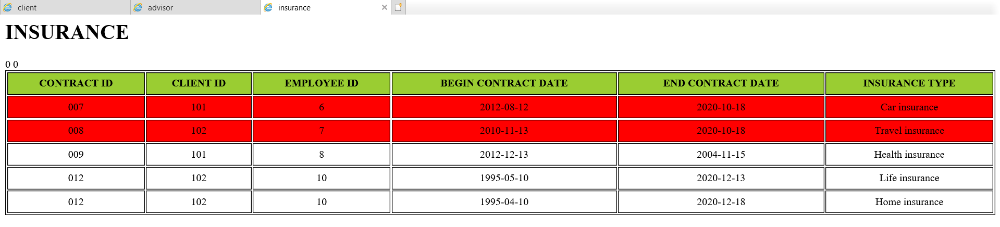 client advisor insurance
INSURANCE
0 0
CONTRACT ID CLIENT ID EMPLOYEE ID BEGIN CONTRACT DATE END CONTRACT DATE INSURANCE TYPE
007 101 6 2012-08-12 2020-10-18 Car insurance
008 102 7 2010-11-13 2020-10-18 Travel insurance
009 101 8 2012-12-13 2004-11-15 Health insurance
012 102 10 1995-05-10 2020-12-13 Life insurance
012 102 10 1995-04-10 2020-12-18 Home insurance